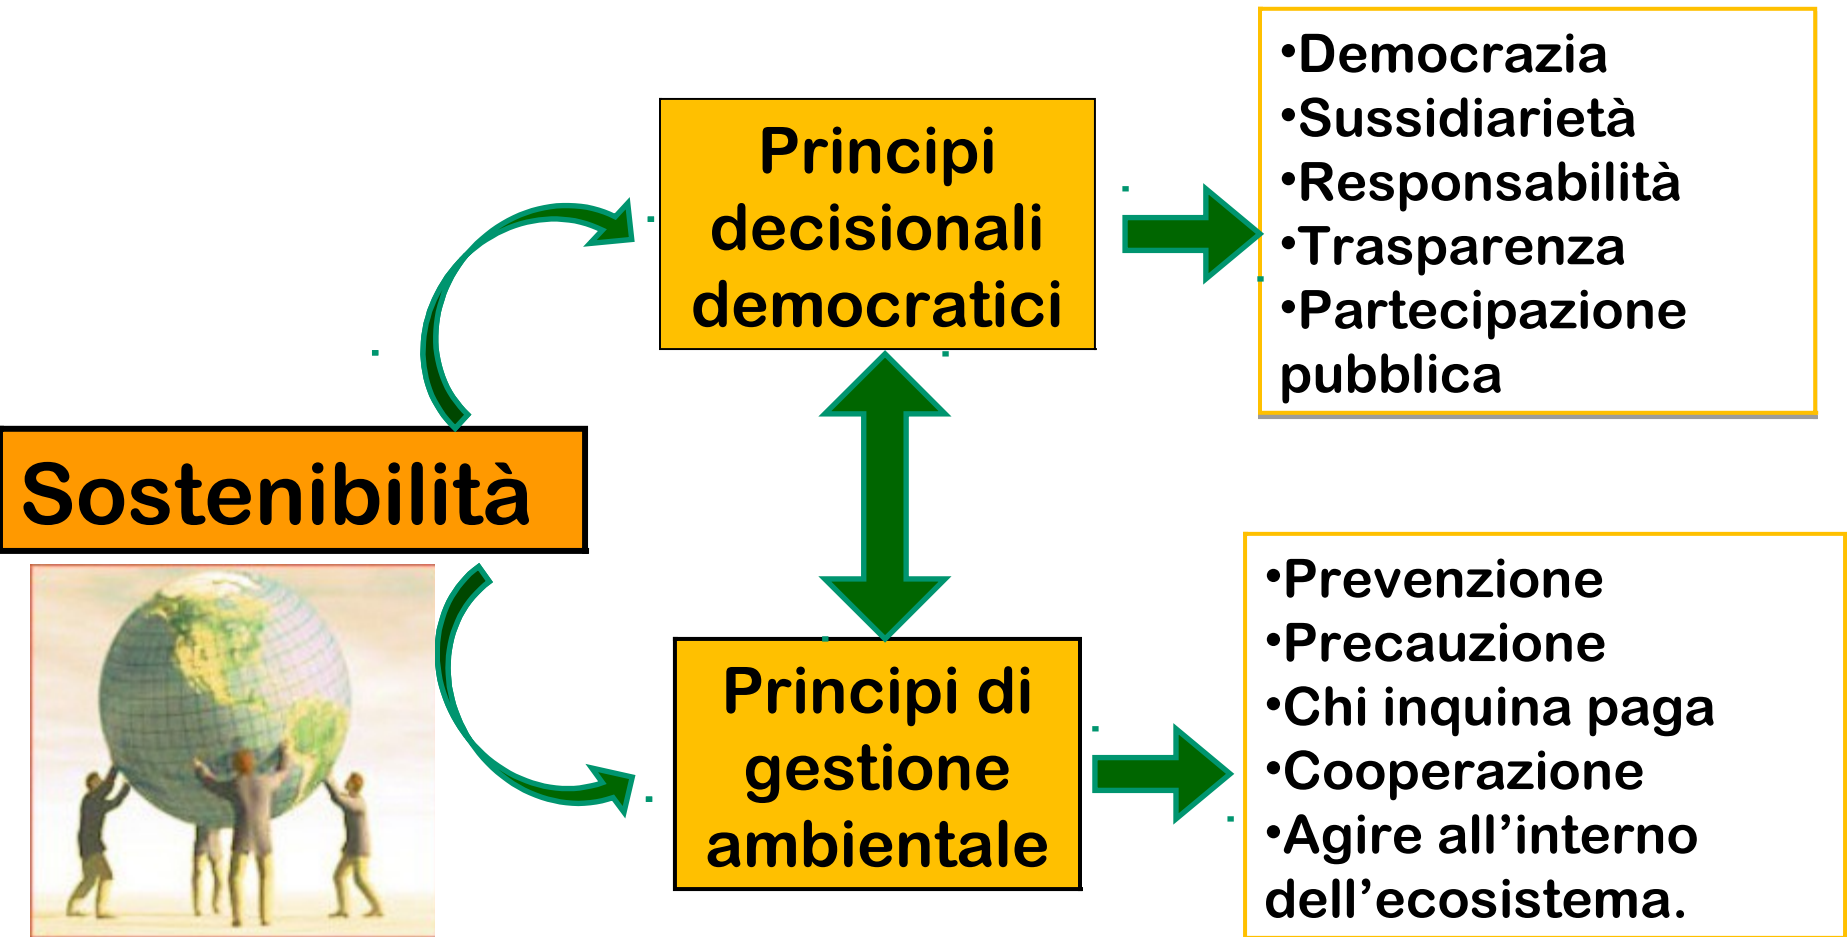 Sostenibilità
Principi
decisionali
democratici
•Democrazia
•Sussidiarietà
•Responsabilità
•Trasparenza
•Partecipazione
pubblica
Principi di
gestione
ambientale
•Prevenzione
•Precauzione
•Chi inquina paga
•Cooperazione
•Agire all’interno
dell’ecosistema.